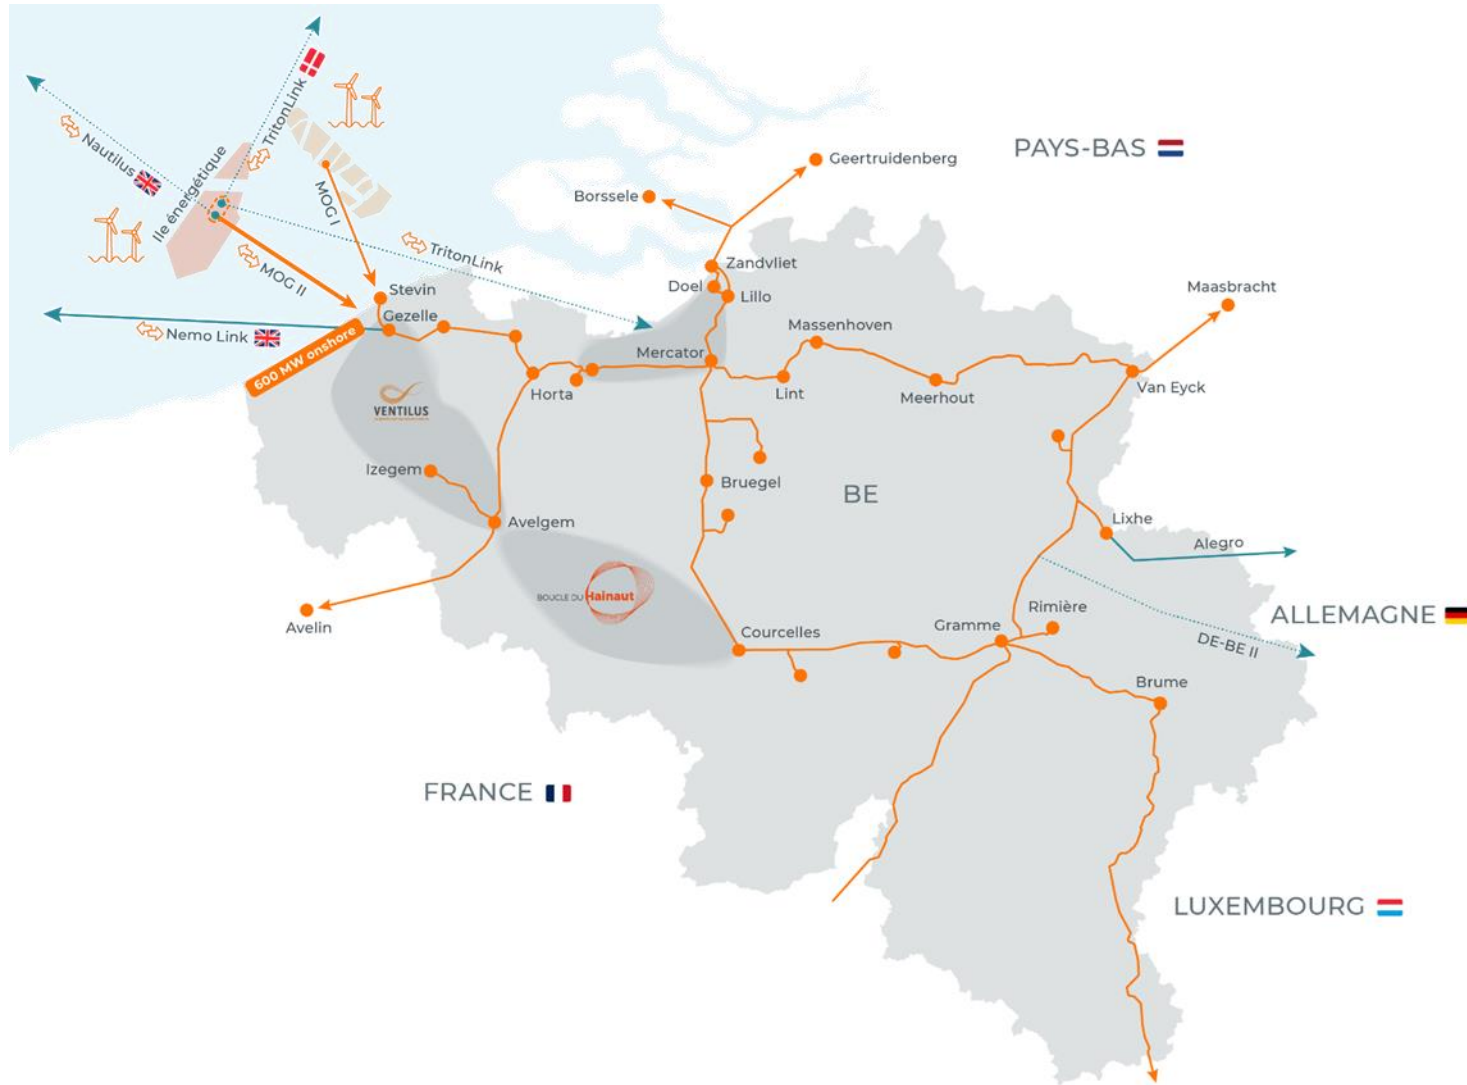 TritonLink
Nautilus
Ile énergétique
MOG I
MOG II
TritonLink
Nemo Link
600 MW onshore
PAYS-BAS
Geertruidenberg
Borssele
Zandvliet
Doel
Lillo
Stevin
Gezelle
Maasbracht
Massenhoven
Mercator
Horta
Lint
Meerhout
Van Eyck
VENTILUS
Izegem
Bruegel
BE
Avelgem
Lixhe
Alegro
BOUCLE DU Hainaut
Avelin
Courcelles
Gramme
Rimière
ALLEMAGNE
DE-BE II
Brume
FRANCE
LUXEMBOURG